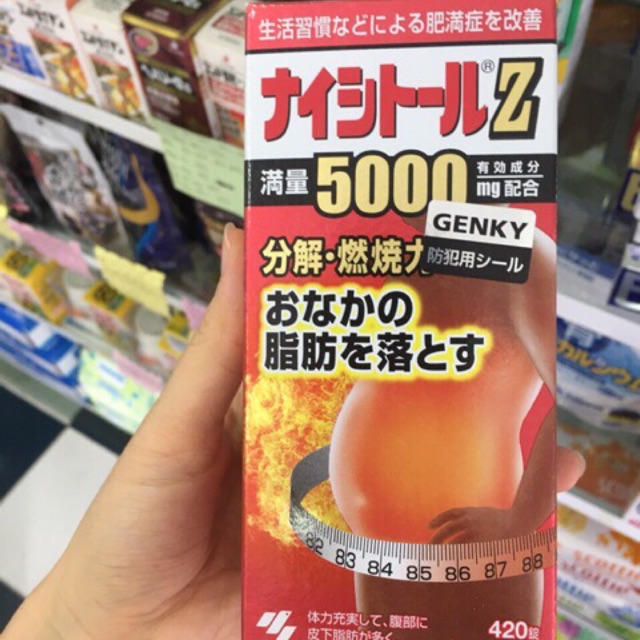 生活習慣などによる肥満症を改善
ナイシトール®Z
満量 5000 有効成分 mg配合
GENKY
防犯用シール
分解・燃焼力
おなかの
脂肪を落とす
82 83 84 85 86 87 88
体力充実して、腹部に
皮下脂肪が多く
420錠